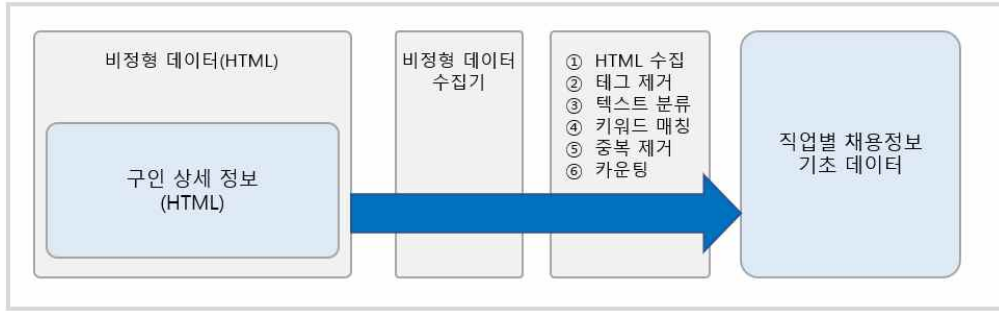 비정형 데이터(HTML)
구인 상세 정보
(HTML)
비정형 데이터
수집기
① HTML 수집
② 테그 제거
③ 텍스트 분류
④ 키워드 매칭
⑤ 중복 제거
⑥ 카운팅
직업별 채용정보
기초 데이터